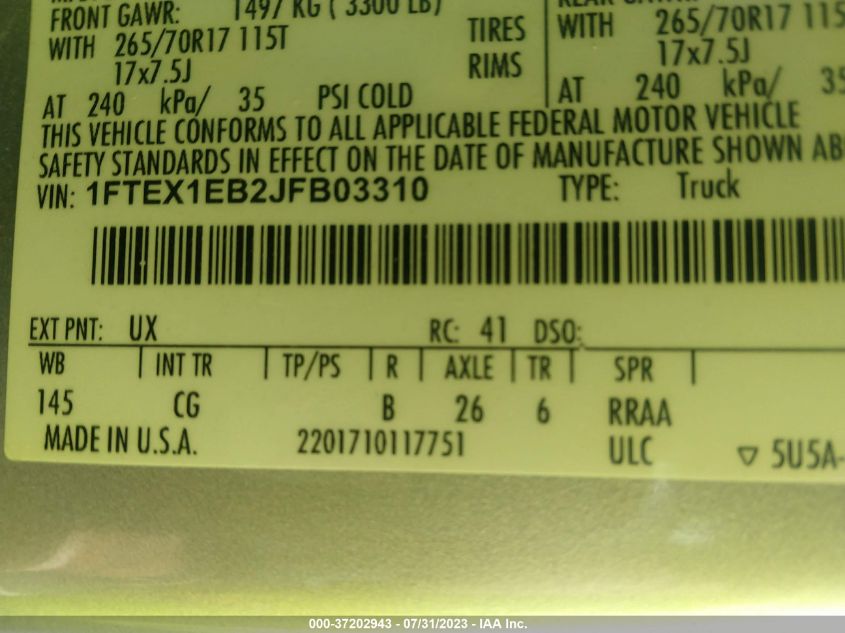 FRONT GAWR: 1497 KG ( 3300 LB)
WITH 265/70R17 115T TIRES WITH 265/70R17 115
17x7.5J RIMS 17x7.5J
AT 240 kPa/ 35 PSI COLD AT 240 kPa/ 35
THIS VEHICLE CONFORMS TO ALL APPLICABLE FEDERAL MOTOR VEHICLE
SAFETY STANDARDS IN EFFECT ON THE DATE OF MANUFACTURE SHOWN AB
VIN: 1FTEX1EB2JFB03310 TYPE: Truck
EXT PNT: UX RC: 41 DSO:
WB INT TR TP/PS R AXLE TR SPR
145 CG B 26 6 RRAA
MADE IN U.S.A. 2201710117751 ULC ▽ 5U5A-
000-37202943 - 07/31/2023 - IAA Inc.